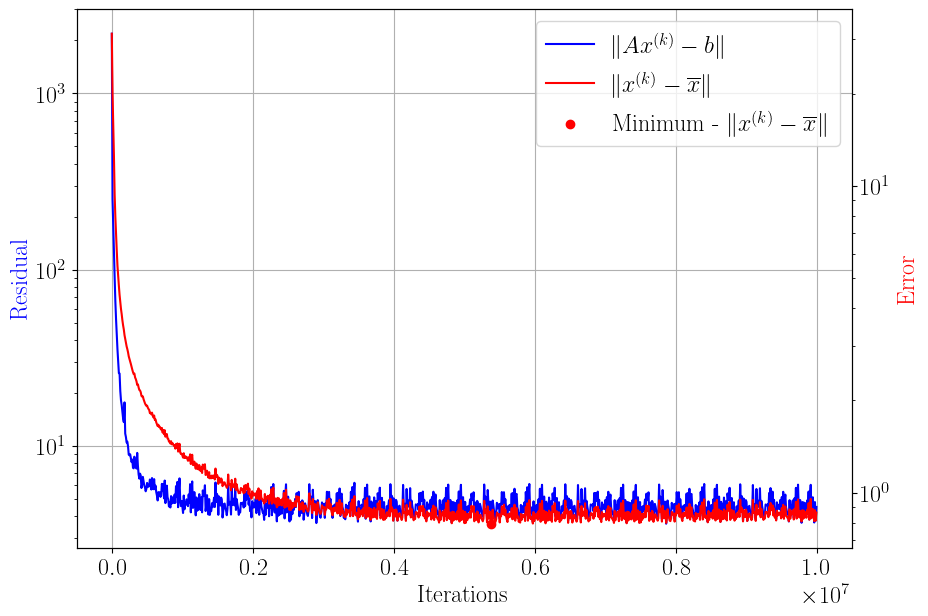 ‖Ax^(k) − b‖
‖x^(k) − x̅‖
Minimum - ‖x^(k) − x̅‖
10^3
10^2
10^1
Residual
10^1
10^0
Error
0.0 0.2 0.4 0.6 0.8 1.0
×10^7
Iterations